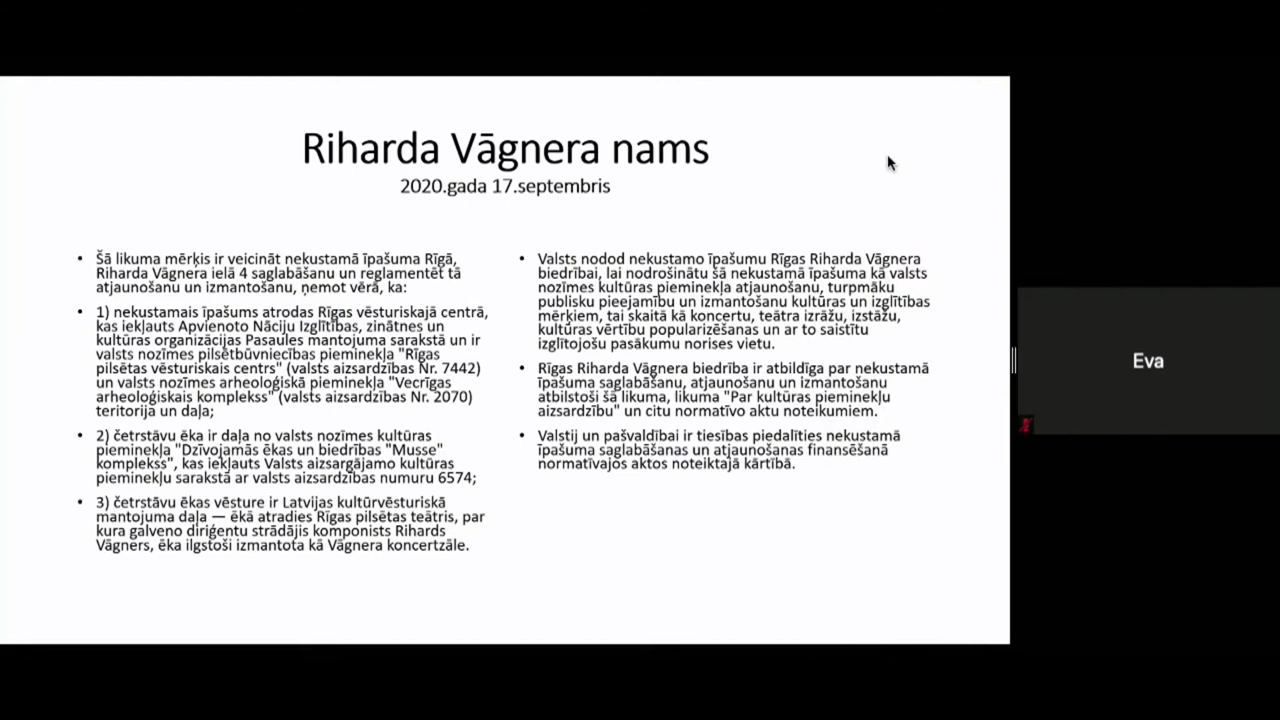 Riharda Vāgnera nams
2020.gada 17.septembris
• Šā likuma mērķis ir veicināt nekustamā īpašuma Rīgā,
Riharda Vāgnera ielā 4 saglabāšanu un reglamentēt tā
atjaunošanu un izmantošanu, ņemot vērā, ka:
• 1) nekustamais īpašums atrodas Rīgas vēsturiskajā centrā,
kas iekļauts Apvienoto Nāciju Izglītības, zinātnes un
kultūras organizācijas Pasaules mantojuma sarakstā un ir
valsts nozīmes pilsētbūvniecības pieminekļa "Rīgas
pilsētas vēsturiskais centrs" (valsts aizsardzības Nr. 7442)
un valsts nozīmes arheoloģiskā pieminekļa "Vecrīgas
arheoloģiskais komplekss" (valsts aizsardzības Nr. 2070)
teritorija un daļa;
• 2) četrstāvu ēka ir daļa no valsts nozīmes kultūras
pieminekļa "Dzīvojamās ēkas un biedrības "Musse"
komplekss", kas iekļauts Valsts aizsargājamo kultūras
pieminekļu sarakstā ar valsts aizsardzības numuru 6574;
• 3) četrstāvu ēkas vēsture ir Latvijas kultūrvēsturiskā
mantojuma daļa — ēkā atradies Rīgas pilsētas teātris, par
kura galveno diriģentu strādājis komponists Rihards
Vāgners, ēka ilgstoši izmantota kā Vāgnera koncertzāle.
• Valsts nodod nekustamo īpašumu Rīgas Riharda Vāgnera
biedrībai, lai nodrošinātu šā nekustamā īpašuma kā valsts
nozīmes kultūras pieminekļa atjaunošanu, turpmāku
publisku pieejamību un izmantošanu kultūras un izglītības
mērķiem, tai skaitā kā koncertu, teātra izrāžu, izstāžu,
kultūras vērtību popularizēšanas un ar to saistītu
izglītojošu pasākumu norises vietu.
• Rīgas Riharda Vāgnera biedrība ir atbildīga par nekustamā
īpašuma saglabāšanu, atjaunošanu un izmantošanu
atbilstoši šā likuma, likuma "Par kultūras pieminekļu
aizsardzību" un citu normatīvo aktu noteikumiem.
• Valstij un pašvaldībai ir tiesības piedalīties nekustamā
īpašuma saglabāšanas un atjaunošanas finansēšanā
normatīvajos aktos noteiktajā kārtībā.
Eva